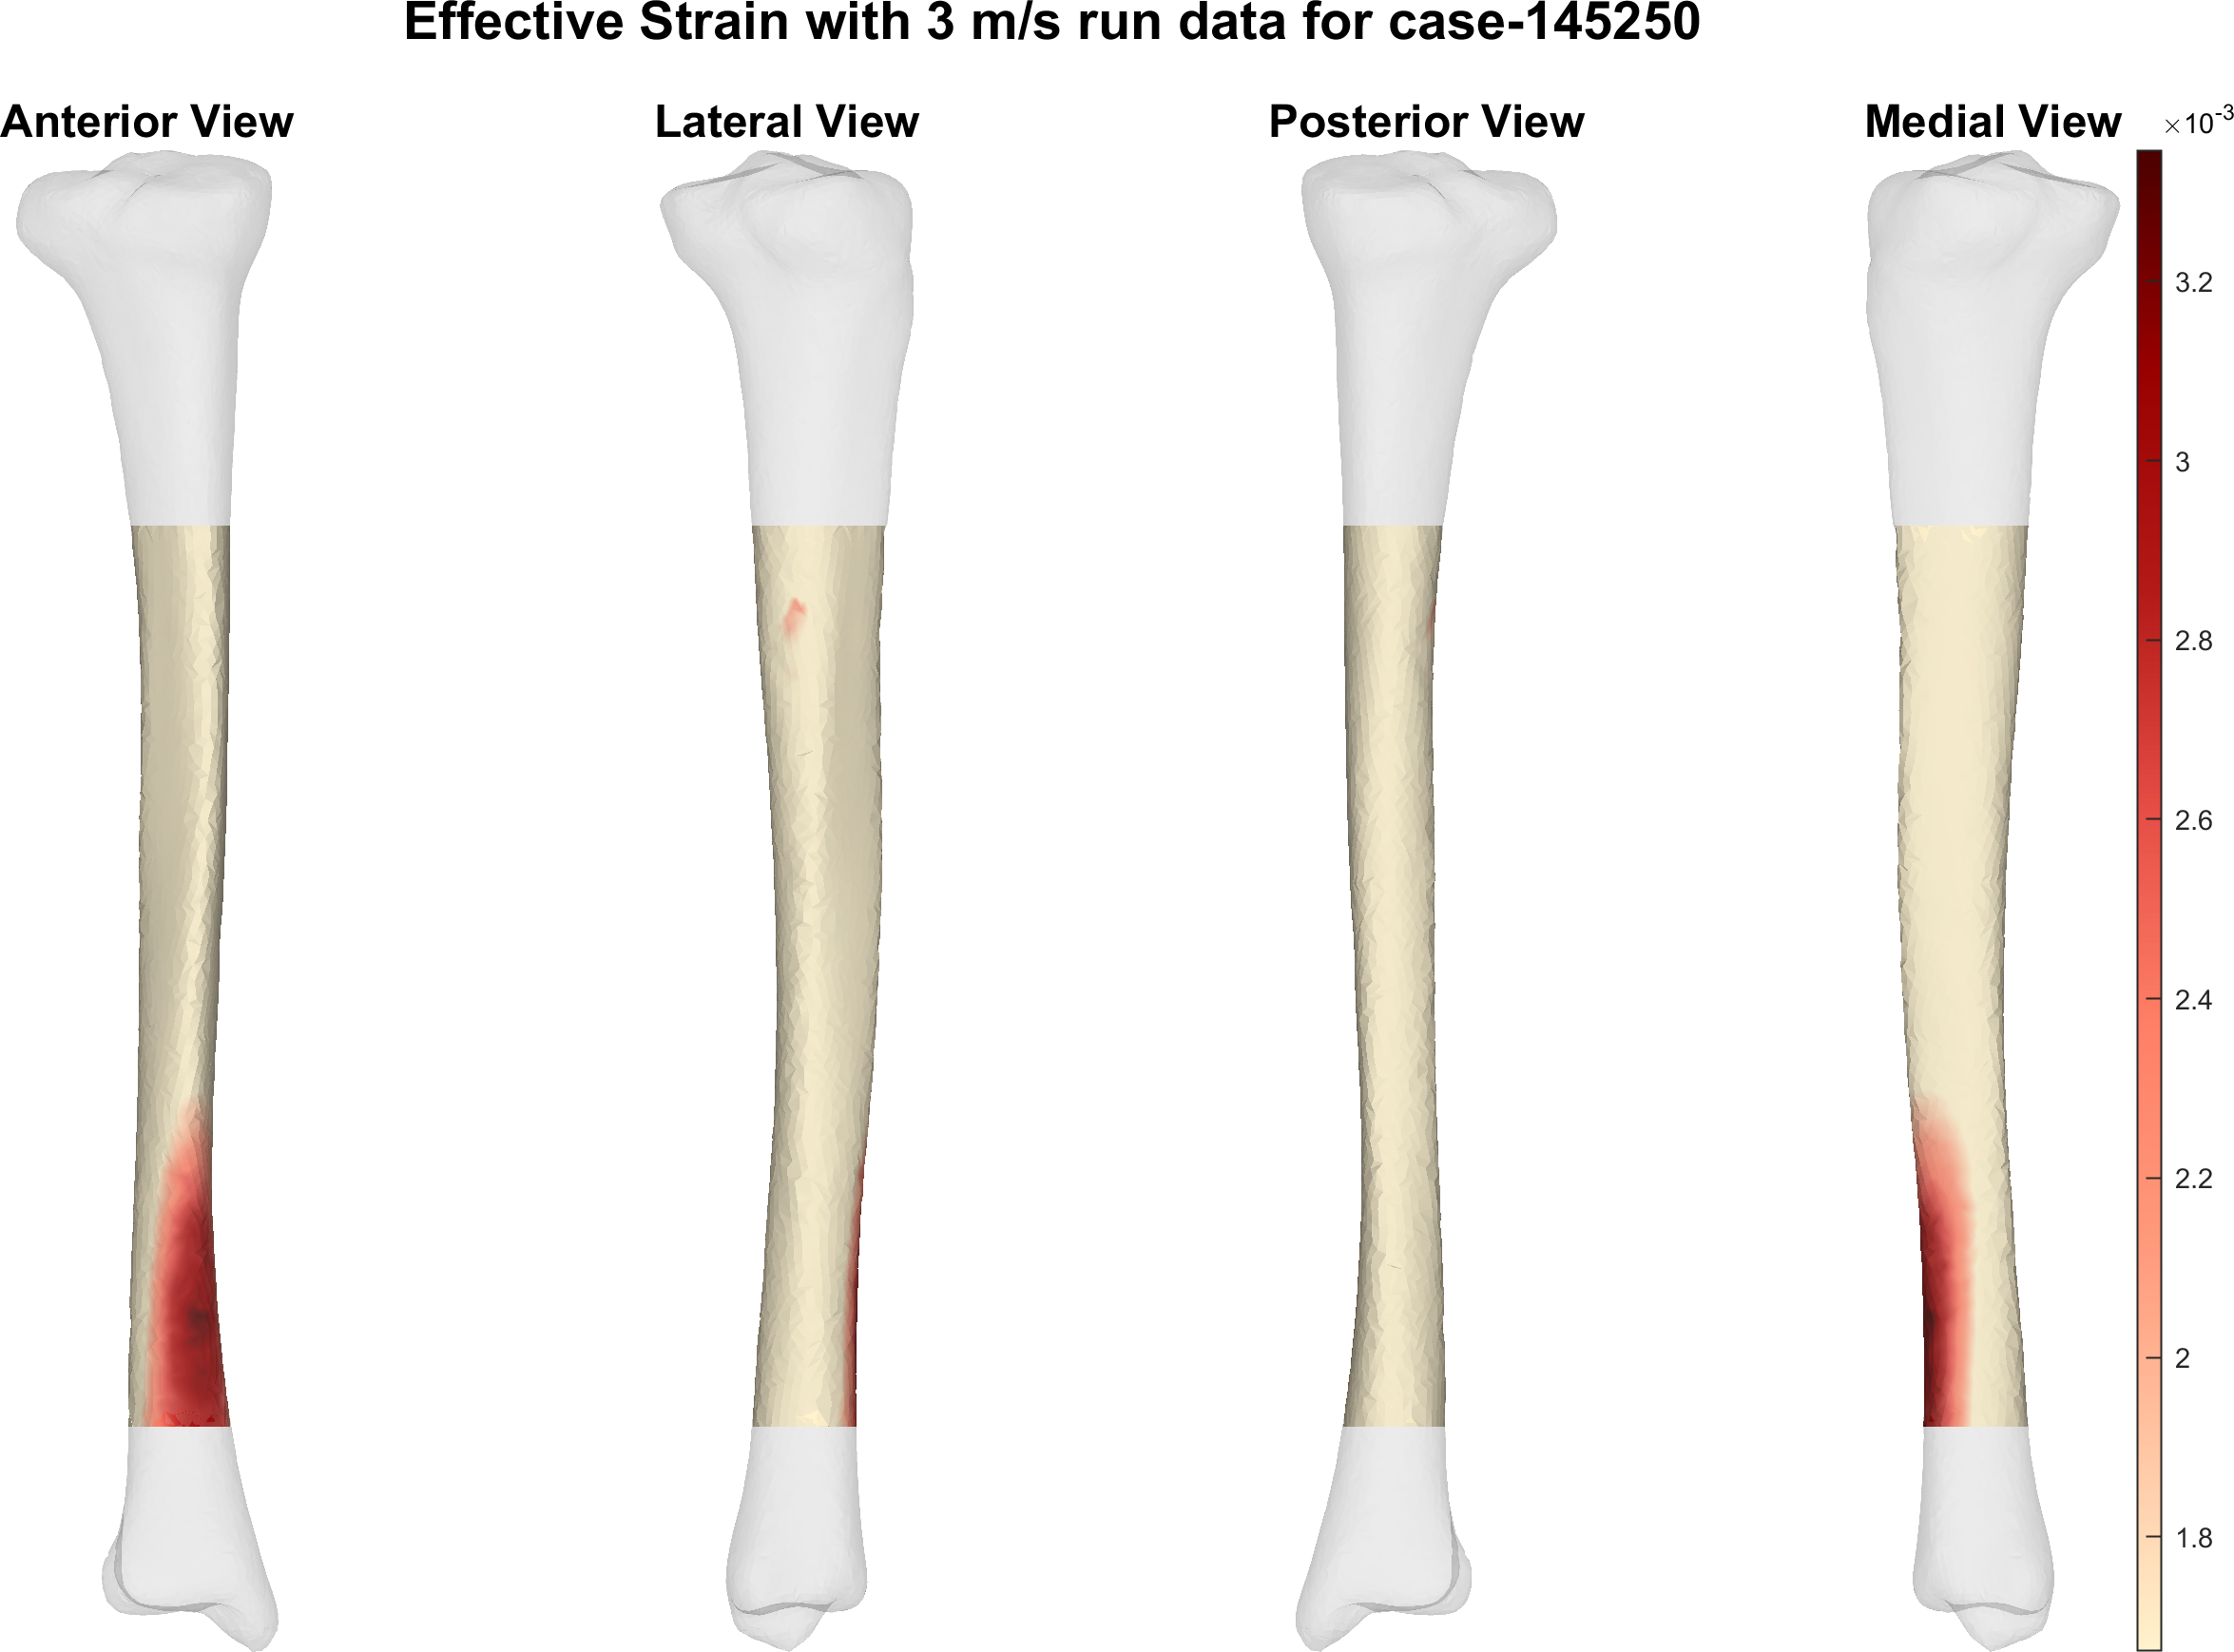 Effective Strain with 3 m/s run data for case-145250
Anterior View
Lateral View
Posterior View
Medial View
×10-3
3.2
3
2.8
2.6
2.4
2.2
2
1.8